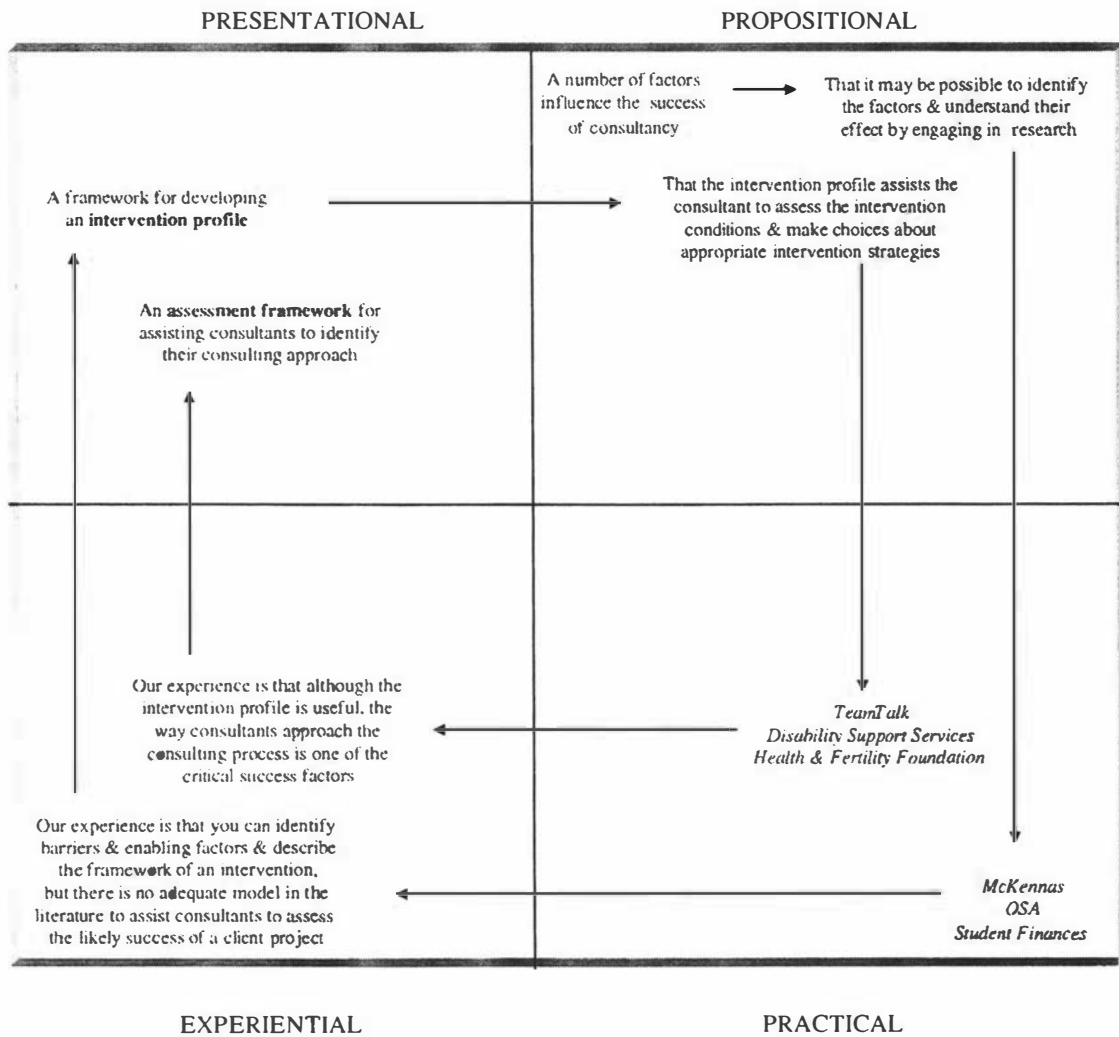 PRESENTATIONAL
PROPOSITIONAL
A number of factors
influence the success
of consultancy
That it may be possible to identify
the factors & understand their
effect by engaging in research
A framework for developing
an intervention profile
That the intervention profile assists the
consultant to assess the intervention
conditions & make choices about
appropriate intervention strategies
An assessment framework for
assisting consultants to identify
their consulting approach
Our experience is that although the
intervention profile is useful, the
way consultants approach the
consulting process is one of the
critical success factors
TeamTalk
Disability Support Services
Health & Fertility Foundation
Our experience is that you can identify
barriers & enabling factors & describe
the framework of an intervention,
but there is no adequate model in the
literature to assist consultants to assess
the likely success of a client project
McKennas
OSA
Student Finances
EXPERIENTIAL
PRACTICAL